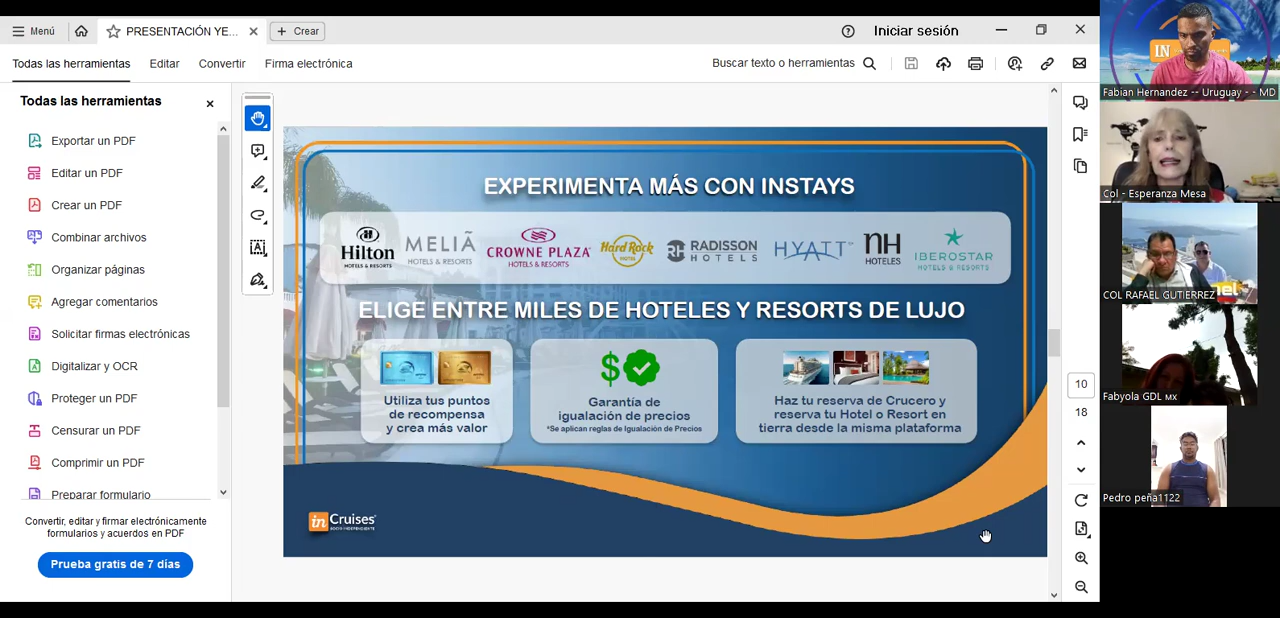 Menú
PRESENTACIÓN YE...
Crear
Iniciar sesión
Todas las herramientas
Editar
Convertir
Firma electrónica
Buscar texto o herramientas
Todas las herramientas
Exportar un PDF
Editar un PDF
Crear un PDF
Combinar archivos
Organizar páginas
Agregar comentarios
Solicitar firmas electrónicas
Digitalizar y OCR
Proteger un PDF
Censurar un PDF
Comprimir un PDF
Preparar formulario
Convertir, editar y firmar electrónicamente
formularios y acuerdos en PDF
Prueba gratis de 7 días
EXPERIMENTA MÁS CON INSTAYS
Hilton
HOTELS & RESORTS
MELIÁ
HOTELS & RESORTS
CROWNE PLAZA
HOTELS & RESORTS
Hard Rock
HOTEL
RADISSON
HOTELS
HYATT
NH
HOTELES
IBEROSTAR
HOTELS & RESORTS
ELIGE ENTRE MILES DE HOTELES Y RESORTS DE LUJO
Utiliza tus puntos
de recompensa
y crea más valor
$
Garantía de
igualación de precios
*Se aplican reglas de Igualación de Precios
Haz tu reserva de Crucero y
reserva tu Hotel o Resort en
tierra desde la misma plataforma
inCruises
SOCIO INDEPENDIENTE
10
18
IN
Fabian Hernandez -- Uruguay - - MD
Col - Esperanza Mesa
COL RAFAEL GUTIERREZ
Fabyola GDL MX
Pedro peña1122